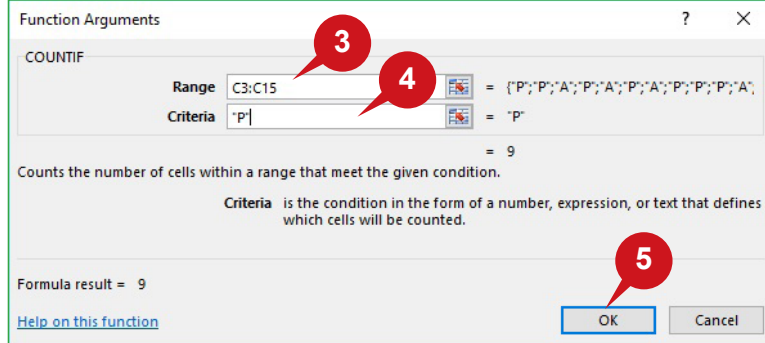 Function Arguments ? X
3
COUNTIF
4
Range C3:C15 = {"P";"P";"A";"P";"A";"P";"A";"P";"P";"P";"A";
Criteria "P" = "P"
= 9
Counts the number of cells within a range that meet the given condition.
Criteria is the condition in the form of a number, expression, or text that defines
which cells will be counted.
5
Formula result = 9
Help on this function OK Cancel